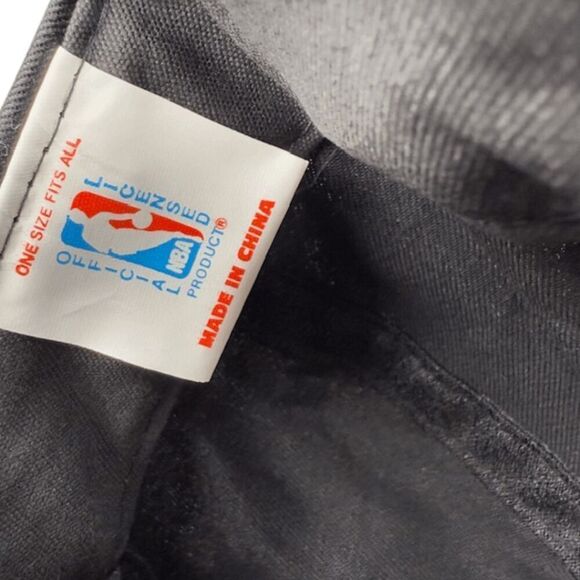 ONE SIZE FITS ALL
OFFICIAL LICENSED
NBA
PRODUCT®
MADE IN CHINA